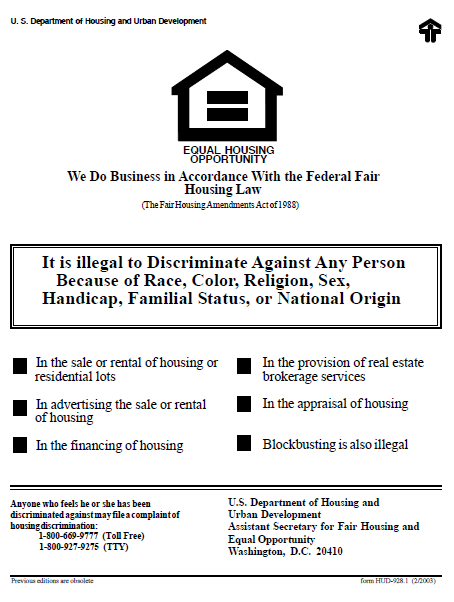 U. S. Department of Housing and Urban Development
EQUAL HOUSING
OPPORTUNITY
We Do Business in Accordance With the Federal Fair
Housing Law
(The Fair Housing Amendments Act of 1988)
It is illegal to Discriminate Against Any Person
Because of Race, Color, Religion, Sex,
Handicap, Familial Status, or National Origin
In the sale or rental of housing or
residential lots
In advertising the sale or rental
of housing
In the financing of housing
In the provision of real estate
brokerage services
In the appraisal of housing
Blockbusting is also illegal
Anyone who feels he or she has been
discriminated against may file a complaint of
housing discrimination:
1-800-669-9777 (Toll Free)
1-800-927-9275 (TTY)
U.S. Department of Housing and
Urban Development
Assistant Secretary for Fair Housing and
Equal Opportunity
Washington, D.C. 20410
Previous editions are obsolete
form HUD-928.1 (2/2003)